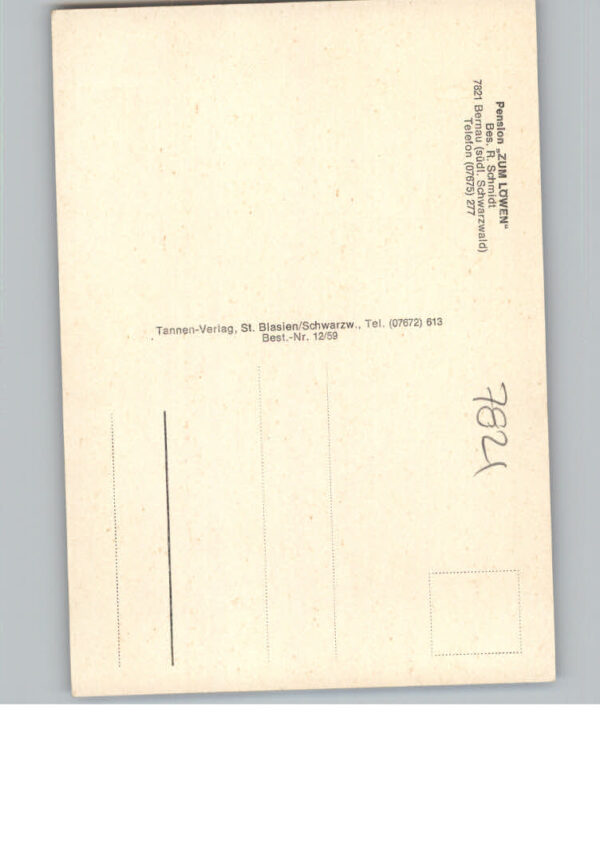 Pension „ZUM LÖWEN“
Bes. R. Schmidt
7821 Bernau (südl. Schwarzwald)
Telefon (07675) 277
Tannen-Verlag, St. Blasien/Schwarzw., Tel. (07672) 613
Best.-Nr. 12/59
7821